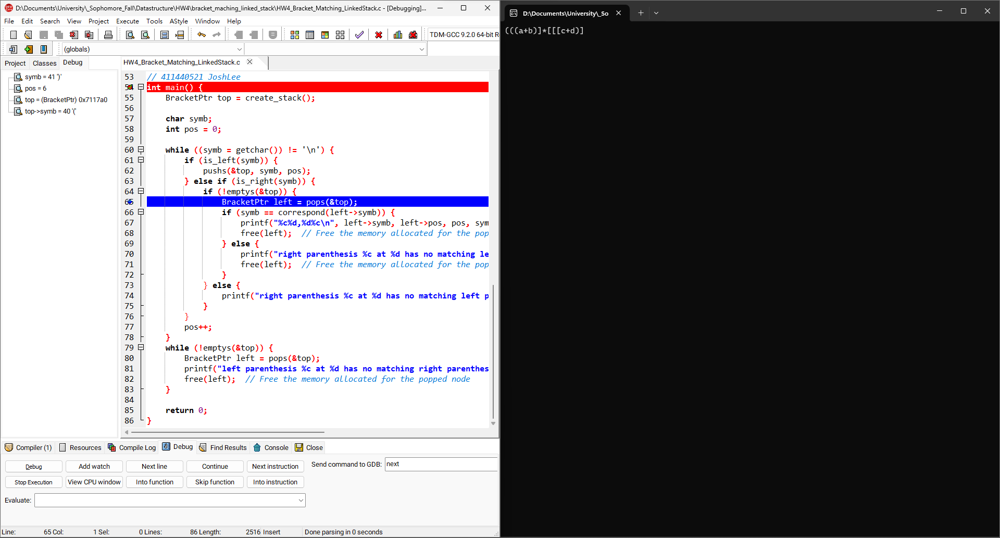 D:\Documents\University\_Sophomore_Fall\Datastructure\HW4\bracket_maching_linked_stack\HW4_Bracket_Matching_LinkedStack.c - [Debugging]...
File Edit Search View Project Execute Tools AStyle Window Help
TDM-GCC 9.2.0 64-bit R
(globals)
Project Classes Debug
symb = 41 ')'
pos = 6
top = (BracketPtr) 0x7117a0
top->symb = 40 '('
HW4_Bracket_Matching_LinkedStack.c
53 // 411440521 JoshLee
54 int main() {
55 BracketPtr top = create_stack();
56
57 char symb;
58 int pos = 0;
59
60 while ((symb = getchar()) != '\n') {
61 if (is_left(symb)) {
62 pushs(&top, symb, pos);
63 } else if (is_right(symb)) {
64 if (!emptys(&top)) {
65 BracketPtr left = pops(&top);
66 if (symb == correspond(left->symb)) {
67 printf("%c%d,%d%c\n", left->symb, left->pos, pos, sym
68 free(left);  // Free the memory allocated for the pop
69 } else {
70 printf("right parenthesis %c at %d has no matching le
71 free(left);  // Free the memory allocated for the pop
72 }
73 } else {
74 printf("right parenthesis %c at %d has no matching left p
75 }
76 }
77 pos++;
78 }
79 while (!emptys(&top)) {
80 BracketPtr left = pops(&top);
81 printf("left parenthesis %c at %d has no matching right parenthes
82 free(left);  // Free the memory allocated for the popped node
83 }
84
85 return 0;
86 }
Compiler (1) Resources Compile Log Debug Find Results Console Close
Debug Add watch Next line Continue Next instruction Send command to GDB: next
Stop Execution View CPU window Into function Skip function Into instruction
Evaluate:
Line: 65 Col: 1 Sel: 0 Lines: 86 Length: 2516 Insert Done parsing in 0 seconds
D:\Documents\University\_So
(((a+b)]*[[[c+d)]